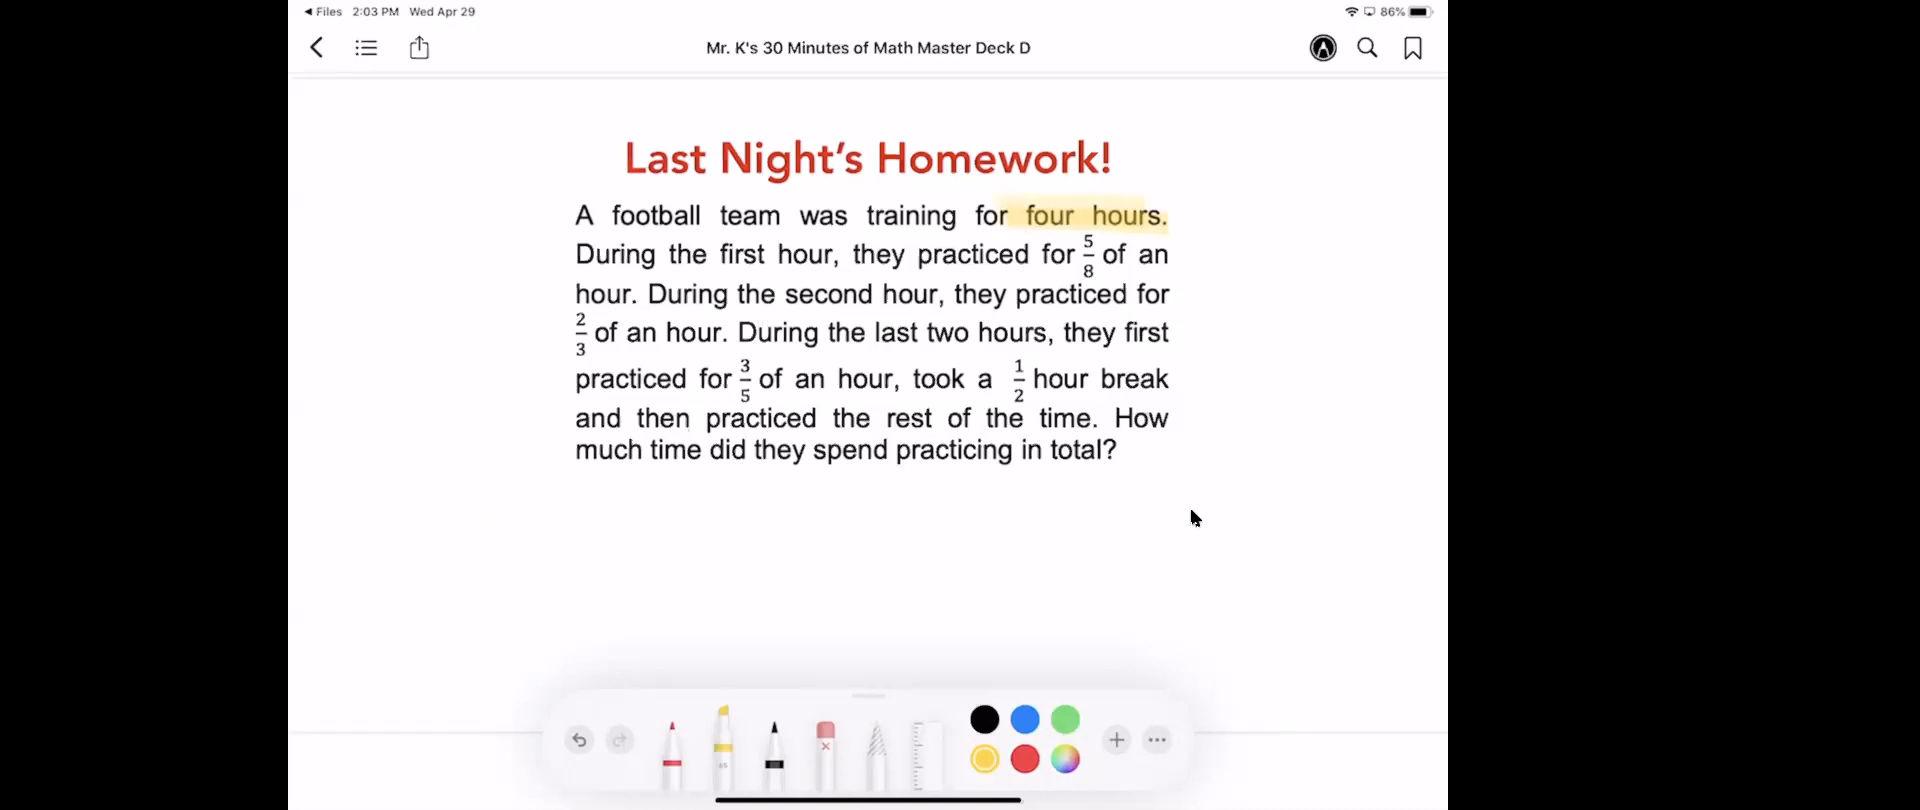 Files 2:03 PM Wed Apr 29 86%
Mr. K's 30 Minutes of Math Master Deck D
Last Night's Homework!
A football team was training for four hours.
During the first hour, they practiced for 5/8 of an
hour. During the second hour, they practiced for
2/3 of an hour. During the last two hours, they first
practiced for 3/5 of an hour, took a 1/2 hour break
and then practiced the rest of the time. How
much time did they spend practicing in total?